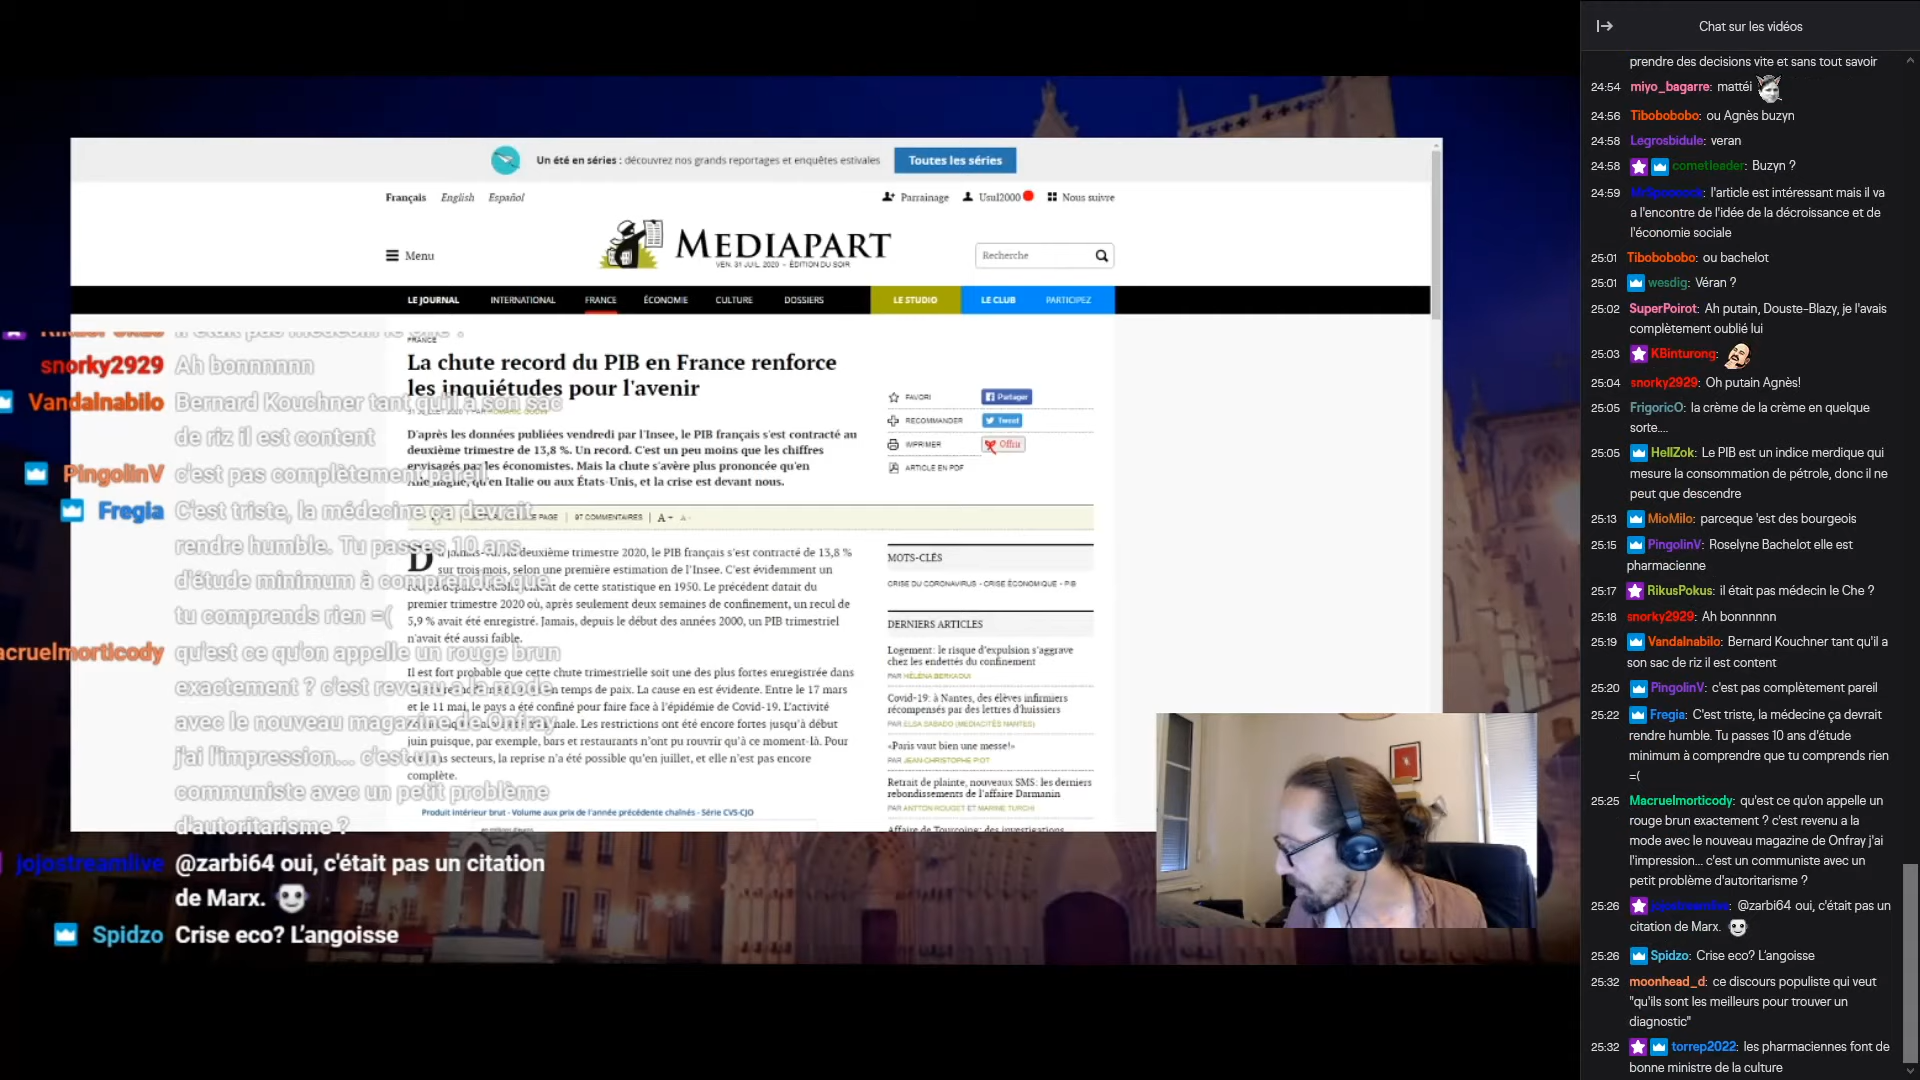 Un été en séries : découvrez nos grands reportages et enquêtes estivales
Toutes les séries
Français English Español
Parrainage Usul2000 Nous suivre
Menu
MEDIAPART
VEN. 31 JUIL. 2020 - ÉDITION DU SOIR
Recherche
LE JOURNAL INTERNATIONAL FRANCE ÉCONOMIE CULTURE DOSSIERS LE STUDIO LE CLUB PARTICIPEZ
FRANCE
La chute record du PIB en France renforce
les inquiétudes pour l'avenir
D'après les données publiées vendredi par l'Insee, le PIB français s'est contracté au
deuxième trimestre de 13,8 %. Un record. C'est un peu moins que les chiffres
envisagés par les économistes. Mais la chute s'avère plus prononcée qu'en
qu'en Italie ou aux États-Unis, et la crise est devant nous.
PAGE 97 COMMENTAIRES A+ A-
deuxième trimestre 2020, le PIB français s'est contracté de 13,8 %
sur trois mois, selon une première estimation de l'Insee. C'est évidemment un
de cette statistique en 1950. Le précédent datait du
premier trimestre 2020 où, après seulement deux semaines de confinement, un recul de
5,9 % avait été enregistré. Jamais, depuis le début des années 2000, un PIB trimestriel
n'avait été aussi faible.
Il est fort probable que cette chute trimestrielle soit une des plus fortes enregistrée dans
en temps de paix. La cause en est évidente. Entre le 17 mars
et le 11 mai, le pays a été confiné pour faire face à l'épidémie de Covid-19. L'activité
Les restrictions ont été encore fortes jusqu'à début
juin puisque, par exemple, bars et restaurants n'ont pu rouvrir qu'à ce moment-là. Pour
secteurs, la reprise n'a été possible qu'en juillet, et elle n'est pas encore
complète.
Produit intérieur brut - Volume aux prix de l'année précédente chaînés - Série CVS-CJO
FAVORI Partager
RECOMMANDER Tweet
IMPRIMER Offrir
ARTICLE EN PDF
MOTS-CLÉS
CRISE DU CORONAVIRUS - CRISE ÉCONOMIQUE - PIB
DERNIERS ARTICLES
Logement: le risque d'expulsion s'aggrave
chez les endettés du confinement
PAR HÉLÉNA BERKAOUI
Covid-19: à Nantes, des élèves infirmiers
récompensés par des lettres d'huissiers
PAR ELSA SABADO (MEDIACITÉS NANTES)
«Paris vaut bien une messe!»
PAR JEAN-CHRISTOPHE PIOT
Retrait de plainte, nouveaux SMS: les derniers
rebondissements de l'affaire Darmanin
PAR ANTTON ROUGET ET MARINE TURCHI
Affaire de Tourcoing: des investigations
il était pas médecin le Che ?
snorky2929 Ah bonnnnnn
Vandalnabilo Bernard Kouchner tant qu'il a son sac
de riz il est content
PingolinV c'est pas complètement pareil
Fregia C'est triste, la médecine ça devrait
rendre humble. Tu passes 10 ans
d'étude minimum à comprendre que
tu comprends rien =(
acruelmorticody qu'est ce qu'on appelle un rouge brun
exactement ? c'est revenu a la mode
avec le nouveau magazine de Onfray
j'ai l'impression... c'est un
communiste avec un petit problème
d'autoritarisme ?
jojostreamlive @zarbi64 oui, c'était pas un citation
de Marx.
Spidzo Crise eco? L'angoisse
Chat sur les vidéos
prendre des decisions vite et sans tout savoir
24:54 miyo_bagarre: mattéi
24:56 Tibobobobo: ou Agnès buzyn
24:58 Legrosbidule: veran
24:58 cometleader: Buzyn ?
24:59 l'article est intéressant mais il va
a l'encontre de l'idée de la décroissance et de
l'économie sociale
25:01 Tibobobobo: ou bachelot
25:01 wesdig: Véran ?
25:02 SuperPoirot: Ah putain, Douste-Blazy, je l'avais
complètement oublié lui
25:03 KBinturong:
25:04 snorky2929: Oh putain Agnès!
25:05 FrigoricO: la crème de la crème en quelque
sorte....
25:05 HellZok: Le PIB est un indice merdique qui
mesure la consommation de pétrole, donc il ne
peut que descendre
25:13 MioMilo: parceque 'est des bourgeois
25:15 PingolinV: Roselyne Bachelot elle est
pharmacienne
25:17 RikusPokus: il était pas médecin le Che ?
25:18 snorky2929: Ah bonnnnnn
25:19 Vandalnabilo: Bernard Kouchner tant qu'il a
son sac de riz il est content
25:20 PingolinV: c'est pas complètement pareil
25:22 Fregia: C'est triste, la médecine ça devrait
rendre humble. Tu passes 10 ans d'étude
minimum à comprendre que tu comprends rien
=(
25:25 Macruelmorticody: qu'est ce qu'on appelle un
rouge brun exactement ? c'est revenu a la
mode avec le nouveau magazine de Onfray j'ai
l'impression... c'est un communiste avec un
petit problème d'autoritarisme ?
25:26 jojostreamlive: @zarbi64 oui, c'était pas un
citation de Marx.
25:26 Spidzo: Crise eco? L'angoisse
25:32 moonhead_d: ce discours populiste qui veut
"qu'ils sont les meilleurs pour trouver un
diagnostic"
25:32 torrep2022: les pharmaciennes font de
bonne ministre de la culture